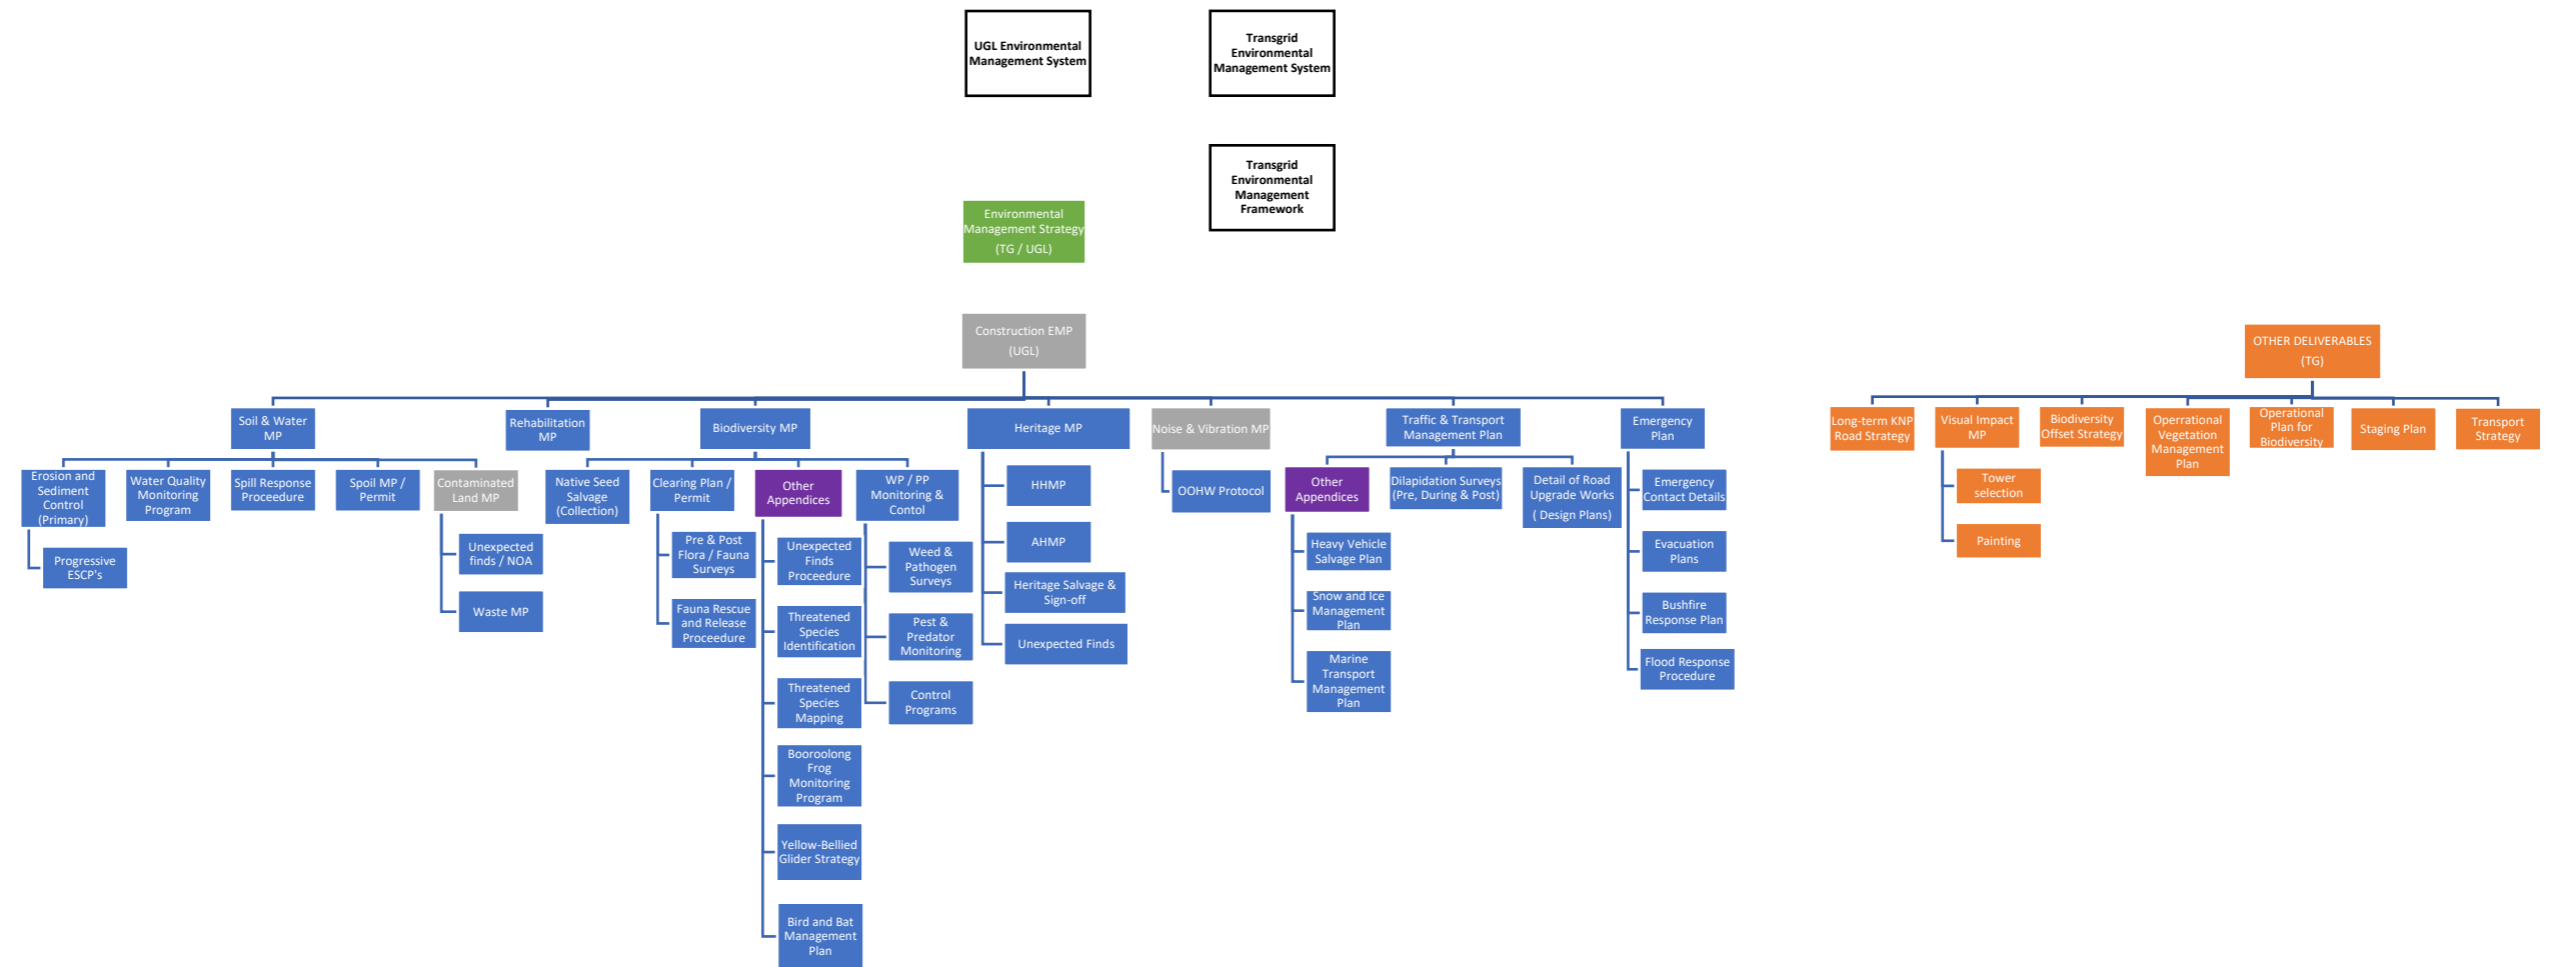 UGL Environmental
Management System
Transgrid
Environmental
Management System
Transgrid
Environmental
Management
Framework
Environmental
Management Strategy
(TG / UGL)
Construction EMP
(UGL)
OTHER DELIVERABLES
(TG)
Soil & Water
MP
Rehabilitation
MP
Biodiversity MP
Heritage MP
Noise & Vibration MP
Traffic & Transport
Management Plan
Emergency
Plan
Long-term KNP
Road Strategy
Visual Impact
MP
Biodiversity
Offset Strategy
Operrational
Vegetation
Management
Plan
Operational
Plan for
Biodiversity
Staging Plan
Transport
Strategy
Erosion and
Sediment
Control
(Primary)
Water Quality
Monitoring
Program
Spill Response
Proceedure
Spoil MP /
Permit
Contaminated
Land MP
Native Seed
Salvage
(Collection)
Clearing Plan /
Permit
Other
Appendices
WP / PP
Monitoring &
Contol
HHMP
OOHW Protocol
Other
Appendices
Dilapidation Surveys
(Pre, During & Post)
Detail of Road
Upgrade Works
( Design Plans)
Emergency
Contact Details
Tower
selection
Progressive
ESCP's
Unexpected
finds / NOA
Waste MP
Pre & Post
Flora / Fauna
Surveys
Fauna Rescue
and Release
Proceedure
Unexpected
Finds
Proceedure
Threatened
Species
Identification
Threatened
Species
Mapping
Booroolong
Frog
Monitoring
Program
Yellow-Bellied
Glider Strategy
Bird and Bat
Management
Plan
Weed &
Pathogen
Surveys
Pest &
Predator
Monitoring
Control
Programs
AHMP
Heritage Salvage &
Sign-off
Unexpected Finds
Heavy Vehicle
Salvage Plan
Snow and Ice
Management
Plan
Marine
Transport
Management
Plan
Evacuation
Plans
Bushfire
Response Plan
Flood Response
Procedure
Painting